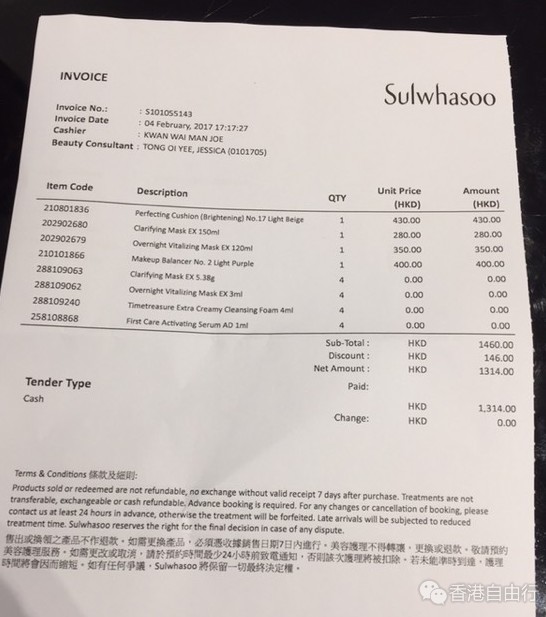 Sulwhasoo
INVOICE
Invoice No.: : S101055143
Invoice Date : 04 February, 2017 17:17:27
Cashier : KWAN WAI MAN JOE
Beauty Consultant : TONG OI YEE, JESSICA (0101705)
Item Code Description QTY Unit Price (HKD) Amount (HKD)
210801836 Perfecting Cushion (Brightening) No.17 Light Beige 1 430.00 430.00
202902680 Clarifying Mask EX 150ml 1 280.00 280.00
202902679 Overnight Vitalizing Mask EX 120ml 1 350.00 350.00
210101866 Makeup Balancer No. 2 Light Purple 1 400.00 400.00
288109063 Clarifying Mask EX 5.38g 4 0.00 0.00
288109062 Overnight Vitalizing Mask EX 3ml 4 0.00 0.00
288109240 Timetreasure Extra Creamy Cleansing Foam 4ml 4 0.00 0.00
258108868 First Care Activating Serum AD 1ml 4 0.00 0.00
Sub-Total : HKD 1460.00
Discount : HKD 146.00
Net Amount : HKD 1314.00
Tender Type Paid:
Cash HKD 1,314.00
Change: HKD 0.00
Terms & Conditions 條款及細則:
Products sold or redeemed are not refundable, no exchange without valid receipt 7 days after purchase. Treatments are not
transferable, exchangeable or cash refundable. Advance booking is required. For any changes or cancellation of booking, please
contact us at least 24 hours in advance, otherwise the treatment will be forfeited. Late arrivals will be subjected to reduced
treatment time. Sulwhasoo reserves the right for the final decision in case of any dispute.
售出或換領之產品不作退款。如需更換產品，必須憑收據銷售日期7日內進行。美容護理不得轉讓、更換或退款。敬請預約
美容護理服務。如需更改或取消，請於預約時間最少24小時前致電通知，否則該次護理將被扣除。若未能準時到達，護理
時間將會因而縮短。如有任何爭議，Sulwhasoo 將保留一切最終決定權。
香港自由行